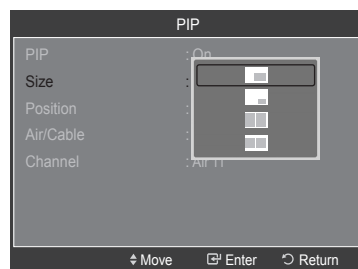 PIP
PIP : On
Size :
Position :
Air/Cable :
Channel : Air 11
Move Enter Return